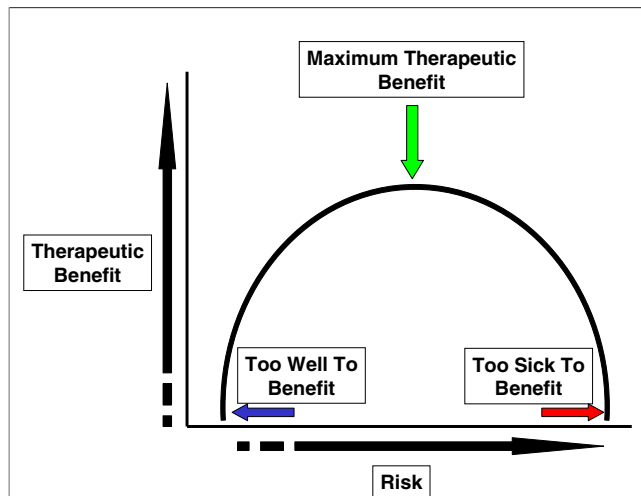 Maximum Therapeutic
Benefit
Therapeutic
Benefit
Too Well To
Benefit
Too Sick To
Benefit
Risk